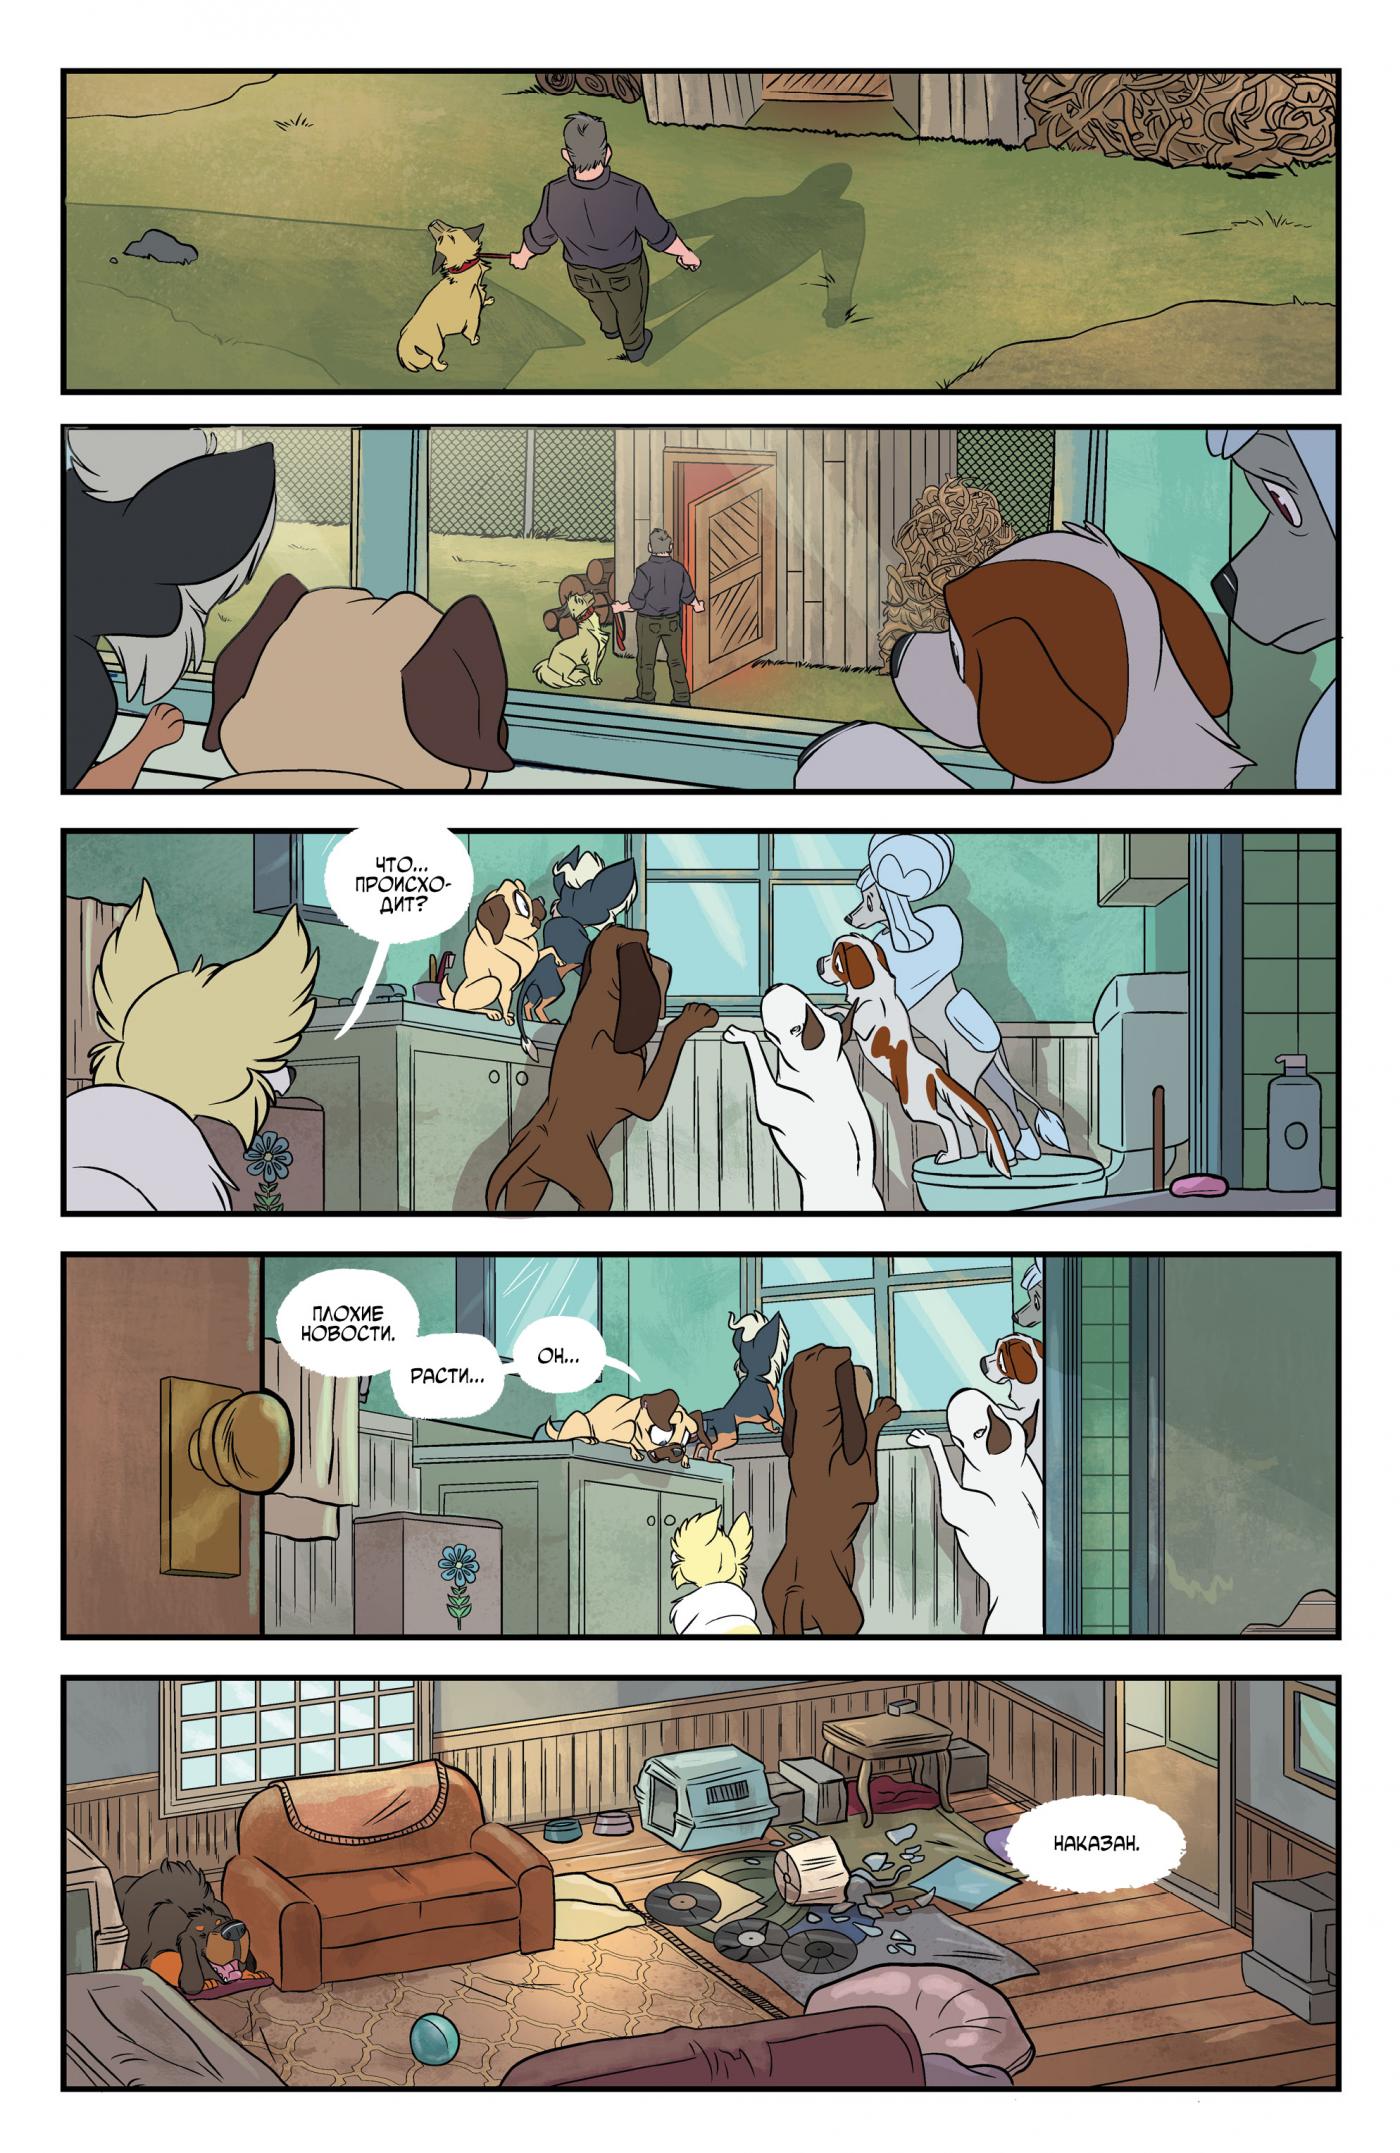 ЧТО...
ПРОИСХО-
ДИТ?
ПЛОХИЕ
НОВОСТИ.
РАСТИ...
ОН...
НАКАЗАН.